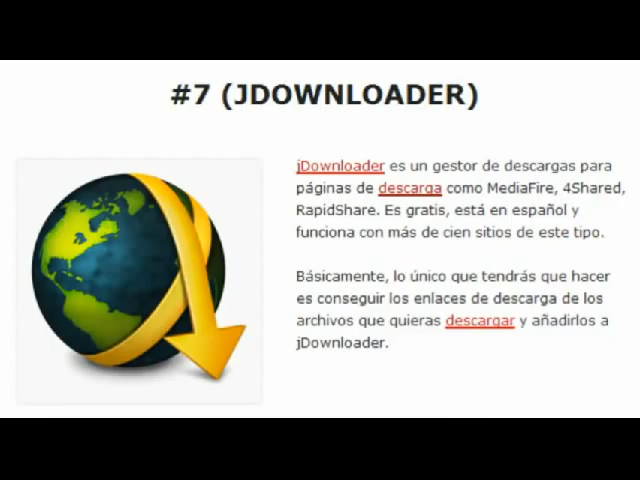 #7 (JDOWNLOADER)
jDownloader es un gestor de descargas para
páginas de descarga como MediaFire, 4Shared,
RapidShare. Es gratis, está en español y
funciona con más de cien sitios de este tipo.
Básicamente, lo único que tendrás que hacer
es conseguir los enlaces de descarga de los
archivos que quieras descargar y añadirlos a
jDownloader.